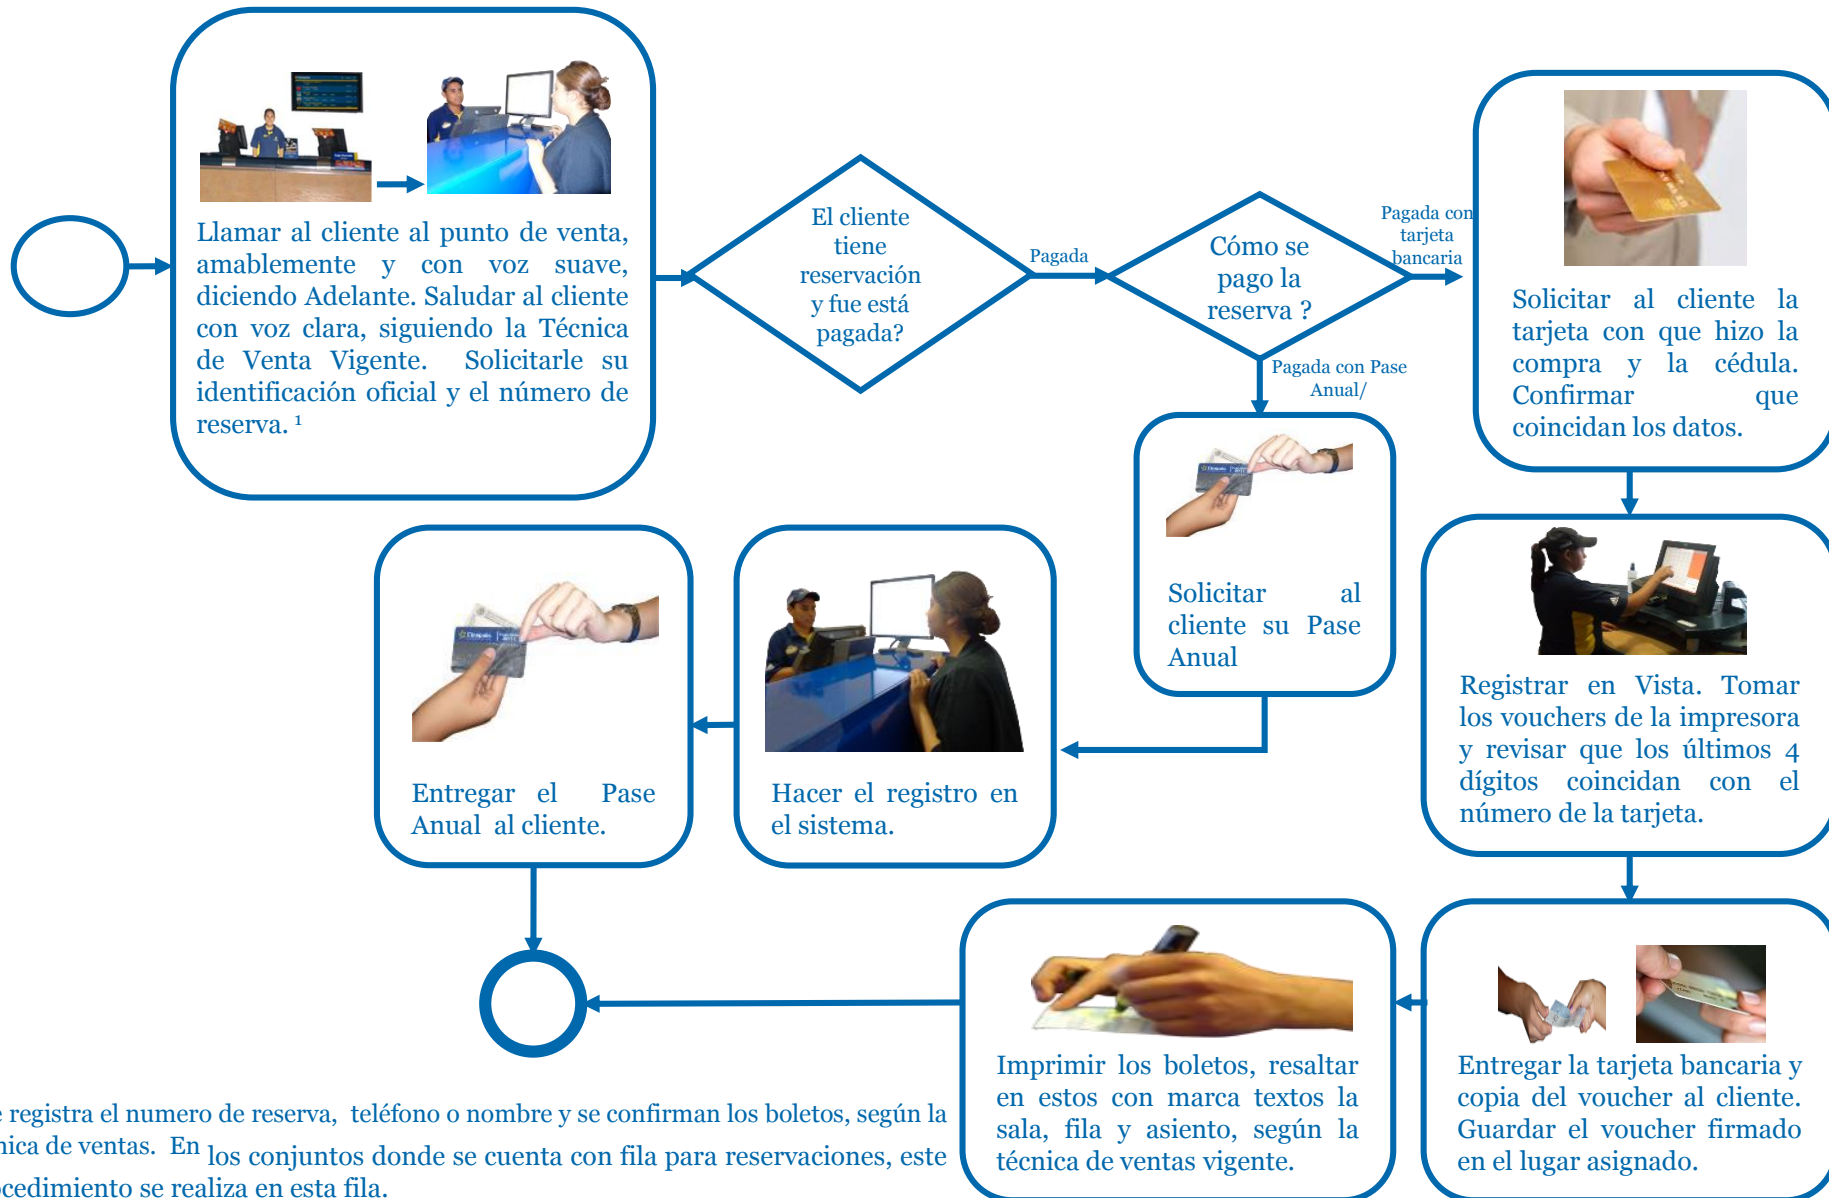 Llamar al cliente al punto de venta,
amablemente y con voz suave,
diciendo Adelante. Saludar al cliente
con voz clara, siguiendo la Técnica
de Venta Vigente. Solicitarle su
identificación oficial y el número de
reserva. ¹
El cliente
tiene
reservación
y fue está
pagada?
Pagada
Cómo se
pago la
reserva ?
Pagada con
tarjeta
bancaria
Solicitar al cliente la
tarjeta con que hizo la
compra y la cédula.
Confirmar que
coincidan los datos.
Pagada con Pase
Anual/
Solicitar al
cliente su Pase
Anual
Hacer el registro en
el sistema.
Entregar el Pase
Anual al cliente.
Registrar en Vista. Tomar
los vouchers de la impresora
y revisar que los últimos 4
dígitos coincidan con el
número de la tarjeta.
Entregar la tarjeta bancaria y
copia del voucher al cliente.
Guardar el voucher firmado
en el lugar asignado.
Imprimir los boletos, resaltar
en estos con marca textos la
sala, fila y asiento, según la
técnica de ventas vigente.
e registra el numero de reserva, teléfono o nombre y se confirman los boletos, según la
nica de ventas. En los conjuntos donde se cuenta con fila para reservaciones, este
ocedimiento se realiza en esta fila.